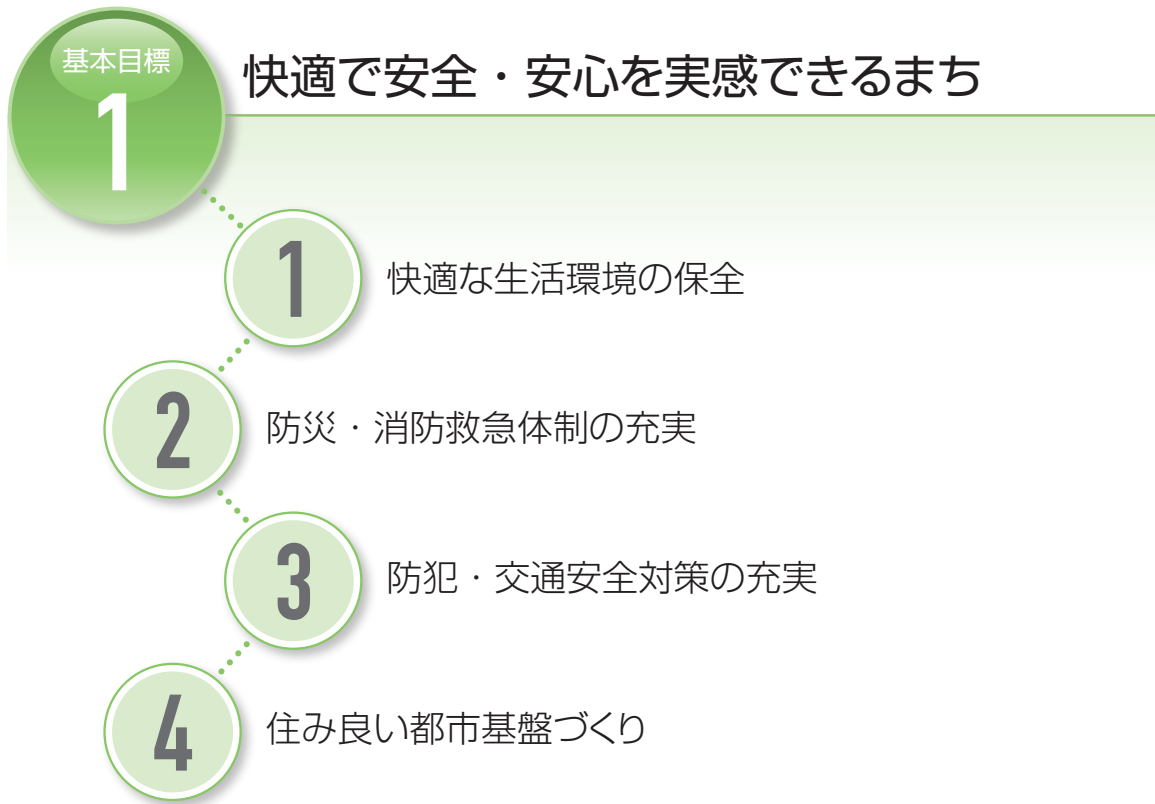 基本目標
1
快適で安全・安心を実感できるまち
1
快適な生活環境の保全
2
防災・消防救急体制の充実
3
防犯・交通安全対策の充実
4
住み良い都市基盤づくり